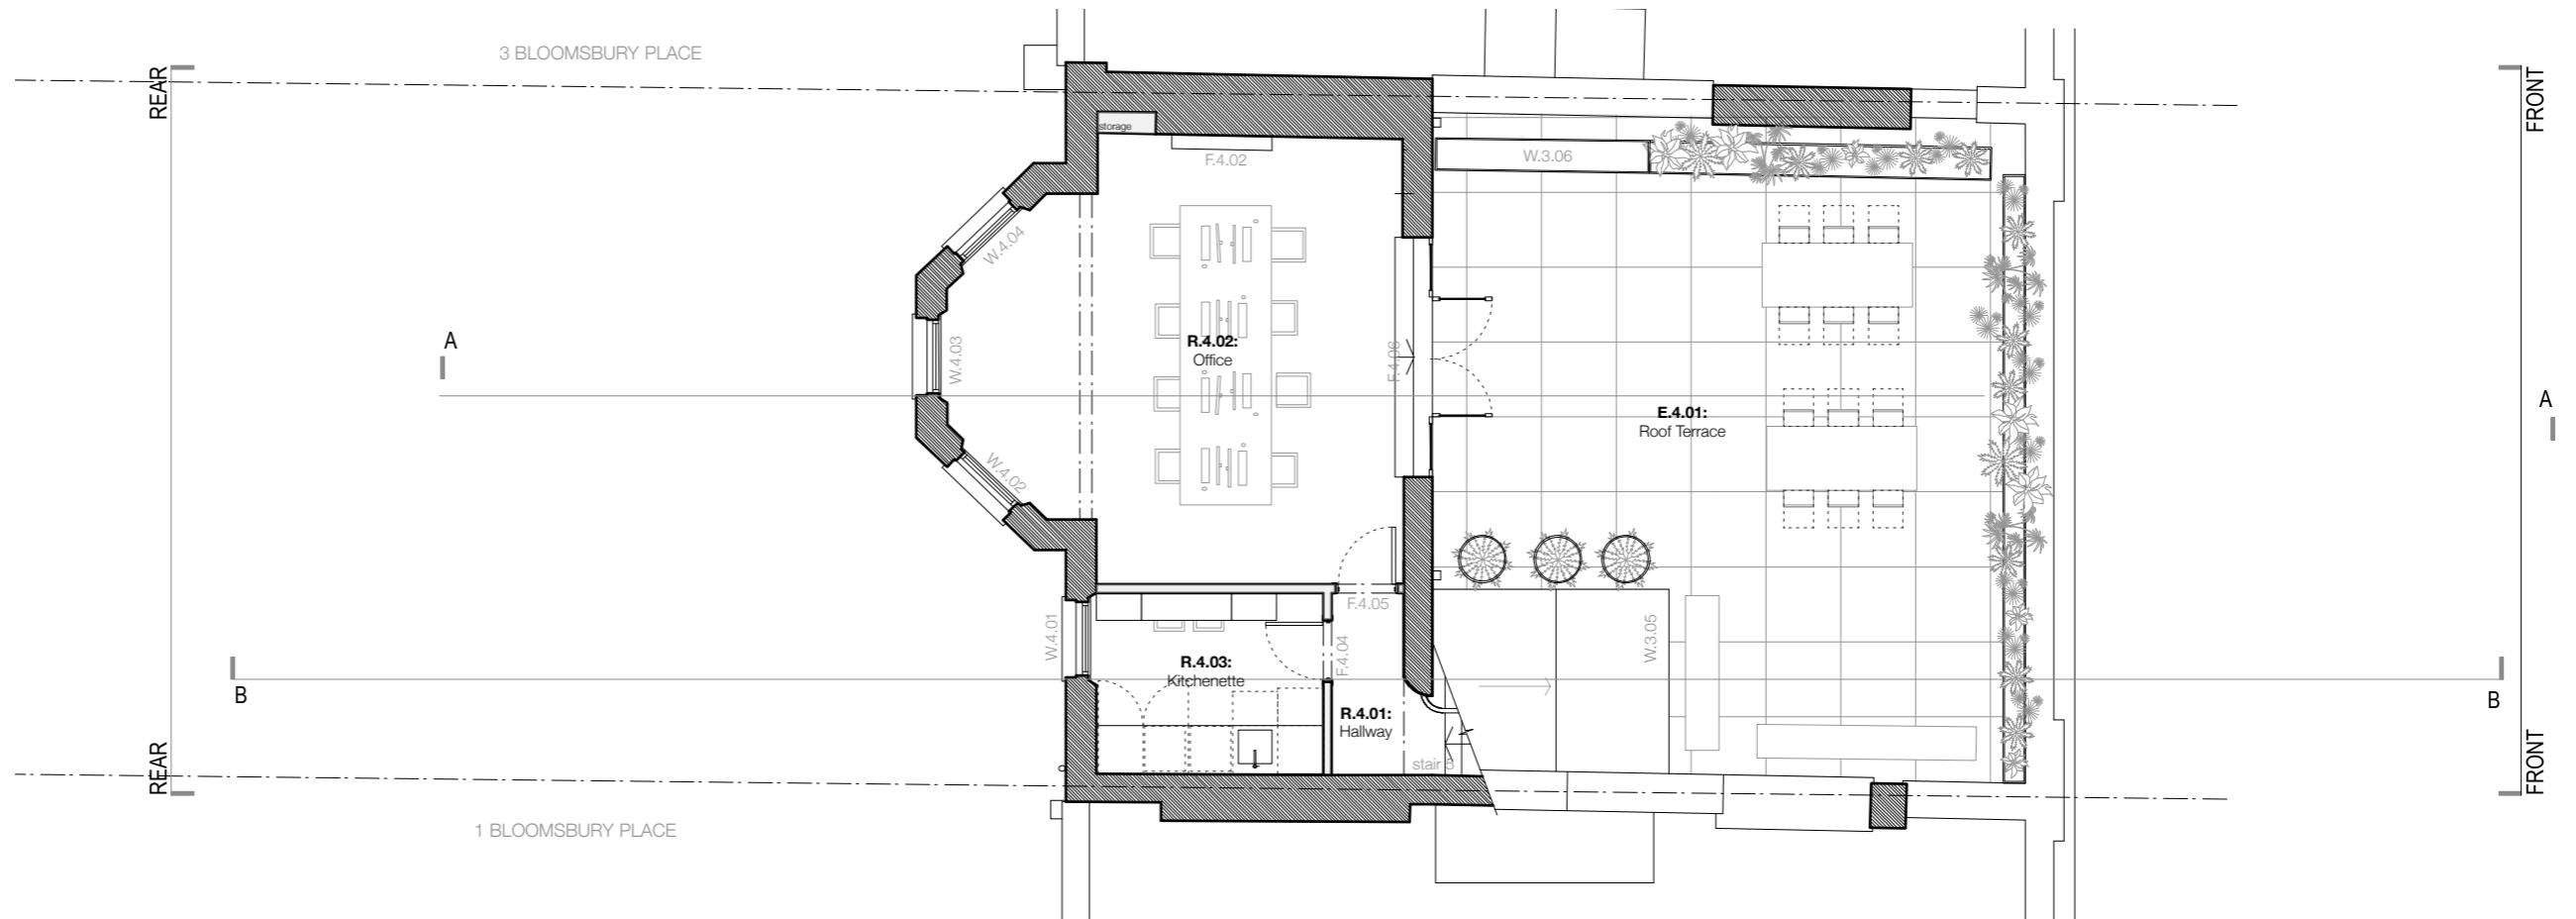 3 BLOOMSBURY PLACE
REAR
FRONT
storage
F.4.02
W.3.06
W.4.04
A
W.4.03
R.4.02:
Office
F.4.06
E.4.01:
Roof Terrace
A
W.4.02
F.4.05
W.4.01
F.4.04
W.3.05
R.4.03:
Kitchenette
B
B
R.4.01:
Hallway
stair 5
REAR
FRONT
1 BLOOMSBURY PLACE